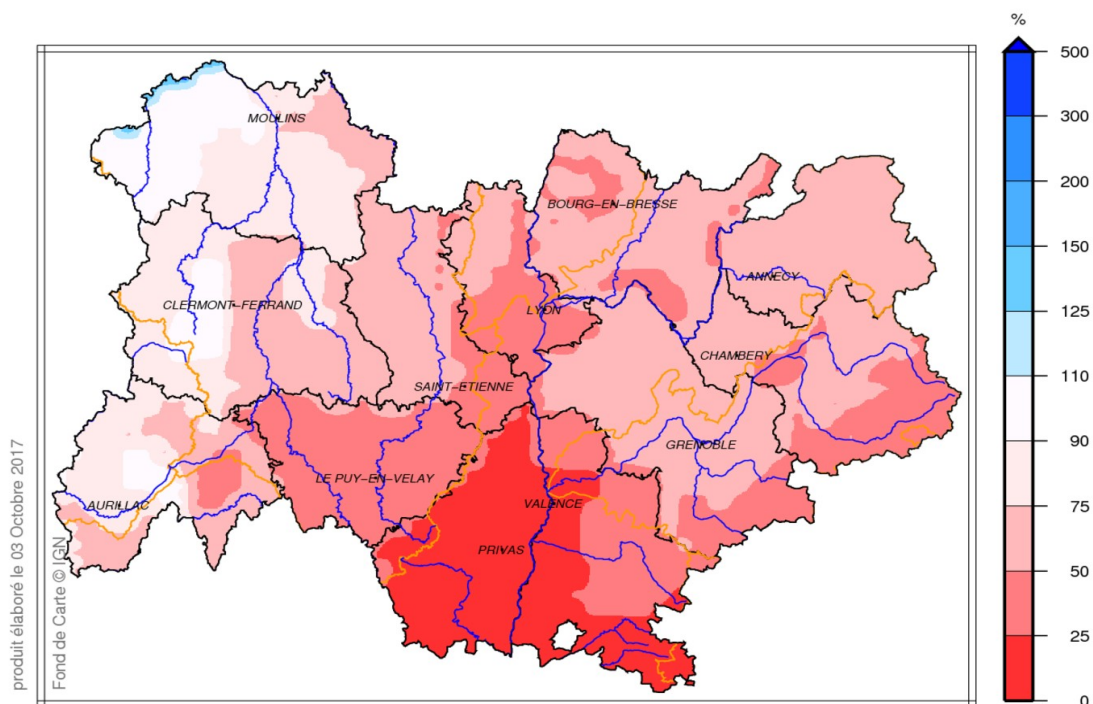 %
500
300
200
150
125
110
90
75
50
25
0
MOULINS
BOURG-EN-BRESSE
ANNECY
CLERMONT-FERRAND
LYON
CHAMBERY
SAINT-ETIENNE
GRENOBLE
LE PUY-EN-VELAY
AURILLAC
VALENCE
PRIVAS
produit élaboré le 03 Octobre 2017
Fond de Carte © IGN